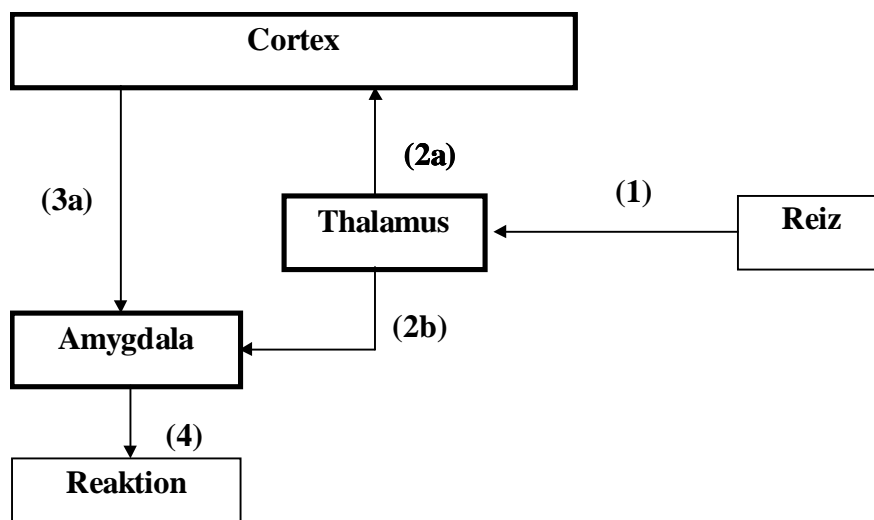 Cortex
(2a)
(3a)
(1)
Thalamus
Reiz
Amygdala
(2b)
(4)
Reaktion